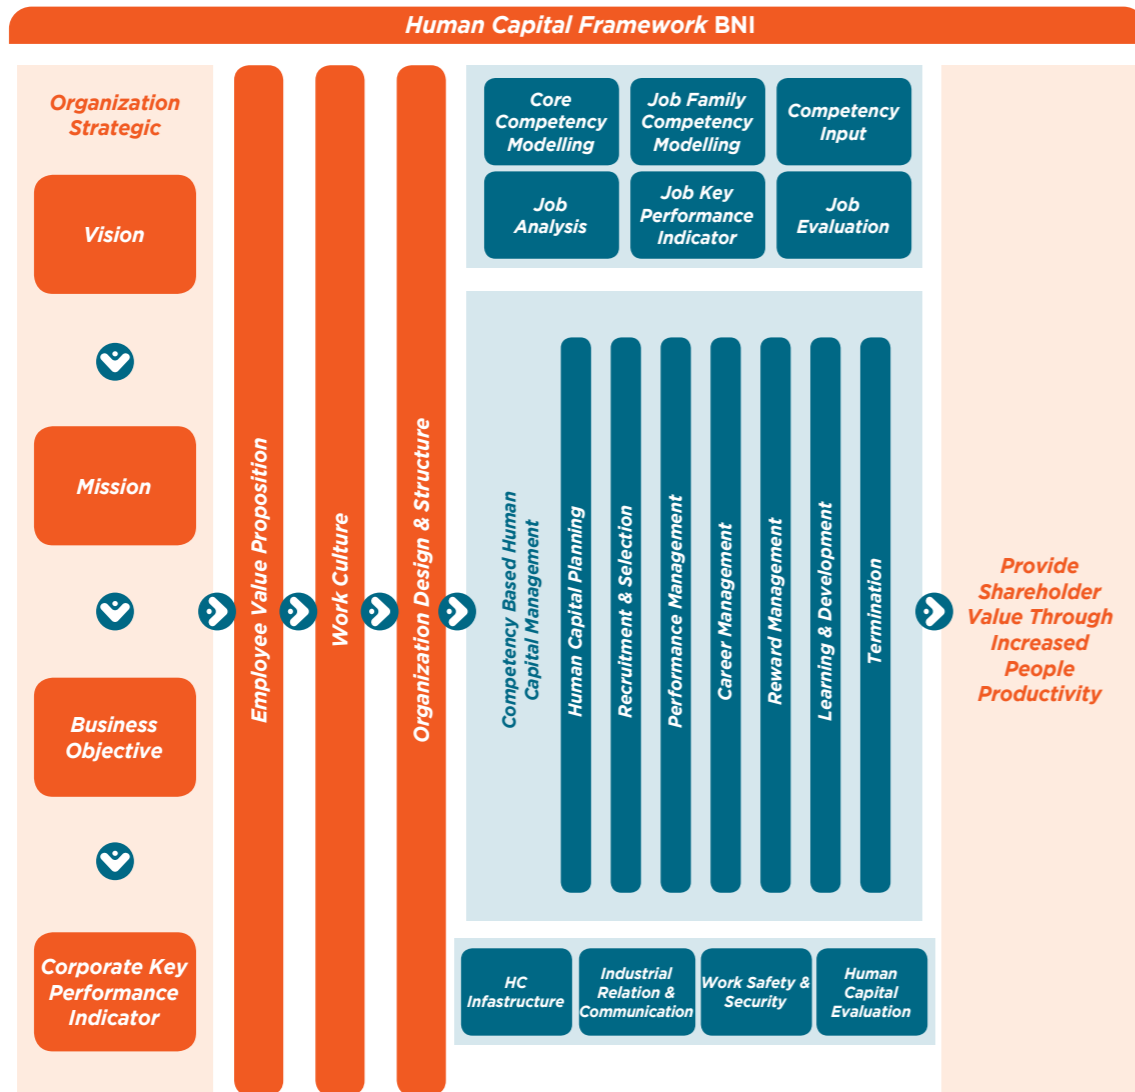 Human Capital Framework BNI
Organization
Strategic
Vision
Mission
Business
Objective
Corporate Key
Performance
Indicator
Employee Value Proposition
Work Culture
Organization Design & Structure
Core
Competency
Modelling
Job Family
Competency
Modelling
Competency
Input
Job
Analysis
Job Key
Performance
Indicator
Job
Evaluation
Competency Based Human
Capital Management
Human Capital Planning
Recruitment & Selection
Performance Management
Career Management
Reward Management
Learning & Development
Termination
HC
Infastructure
Industrial
Relation &
Communication
Work Safety &
Security
Human
Capital
Evaluation
Provide
Shareholder
Value Through
Increased
People
Productivity